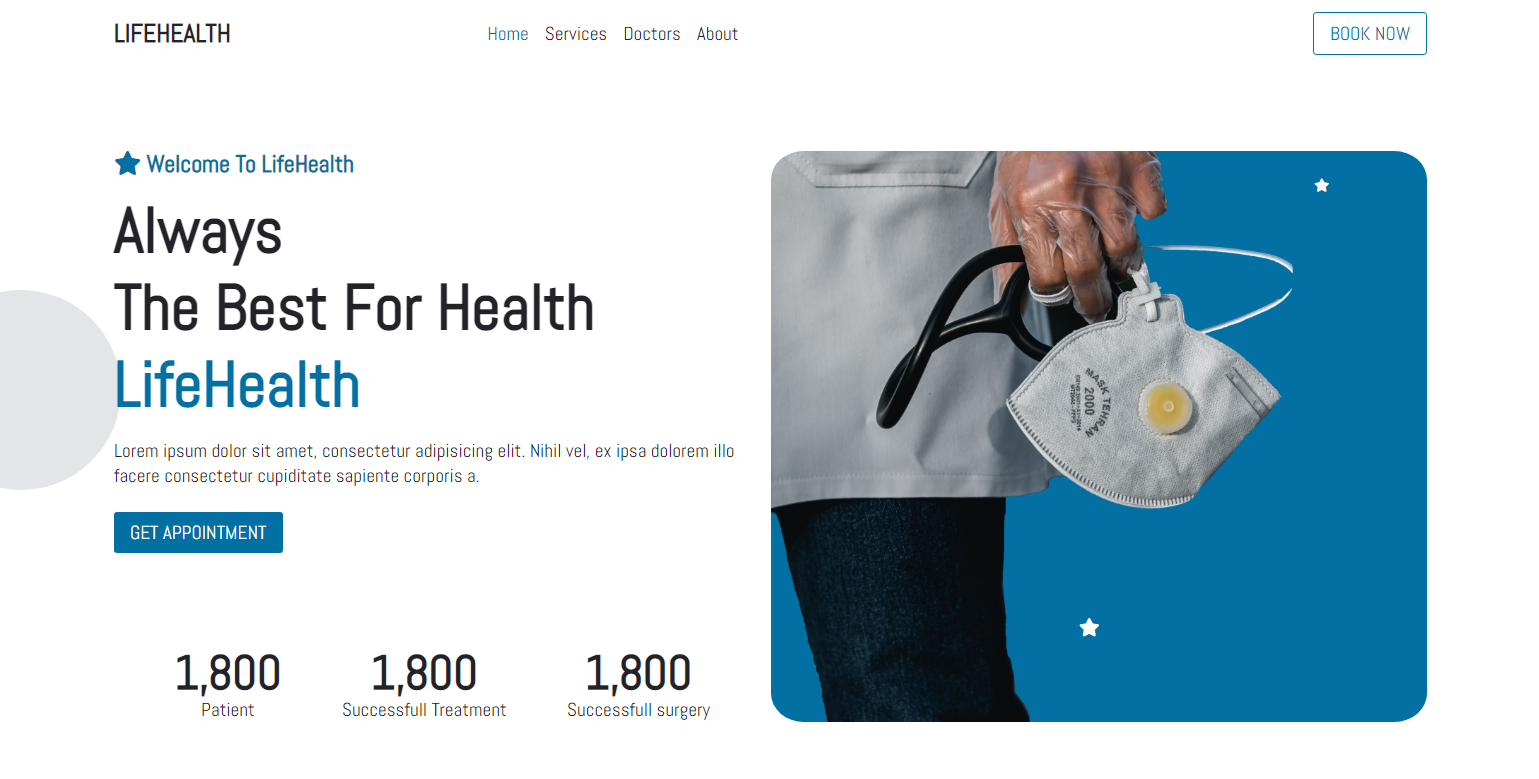 LIFEHEALTH
Home Services Doctors About
BOOK NOW
Welcome To LifeHealth
Always
The Best For Health
LifeHealth
Lorem ipsum dolor sit amet, consectetur adipisicing elit. Nihil vel, ex ipsa dolorem illo
facere consectetur cupiditate sapiente corporis a.
GET APPOINTMENT
1,800 1,800 1,800
Patient Successfull Treatment Successfull surgery
MASK TEHRAN
2000